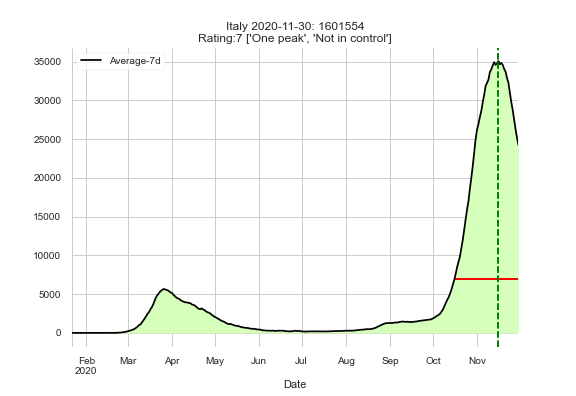 Italy 2020-11-30: 1601554
Rating:7 ['One peak', 'Not in control']
Average-7d
35000
30000
25000
20000
15000
10000
5000
0
Feb Mar Apr May Jun Jul Aug Sep Oct Nov
2020
Date